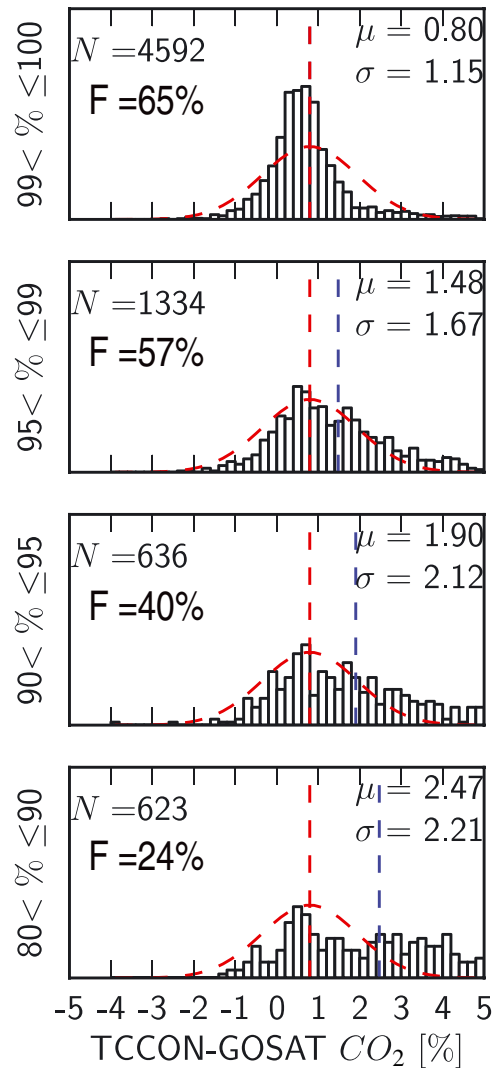 99< % ≤100
N =4592
F =65%
μ = 0.80
σ = 1.15
95< % ≤99
N =1334
F =57%
μ = 1.48
σ = 1.67
90< % ≤95
N =636
F =40%
μ = 1.90
σ = 2.12
80< % ≤90
N =623
F =24%
μ = 2.47
σ = 2.21
-5 -4 -3 -2 -1 0 1 2 3 4 5
TCCON-GOSAT CO₂ [%]